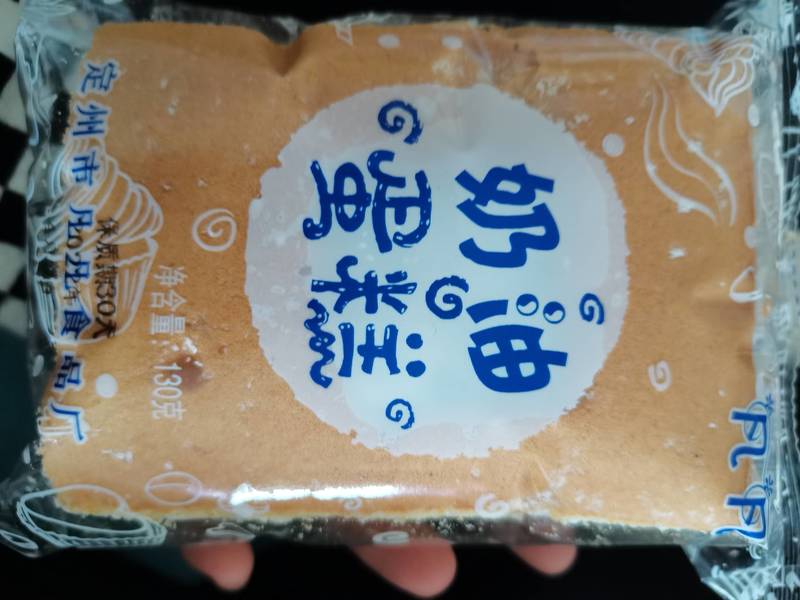 奶油
蛋糕
净含量：130克
保质期30天
定州市 食品厂